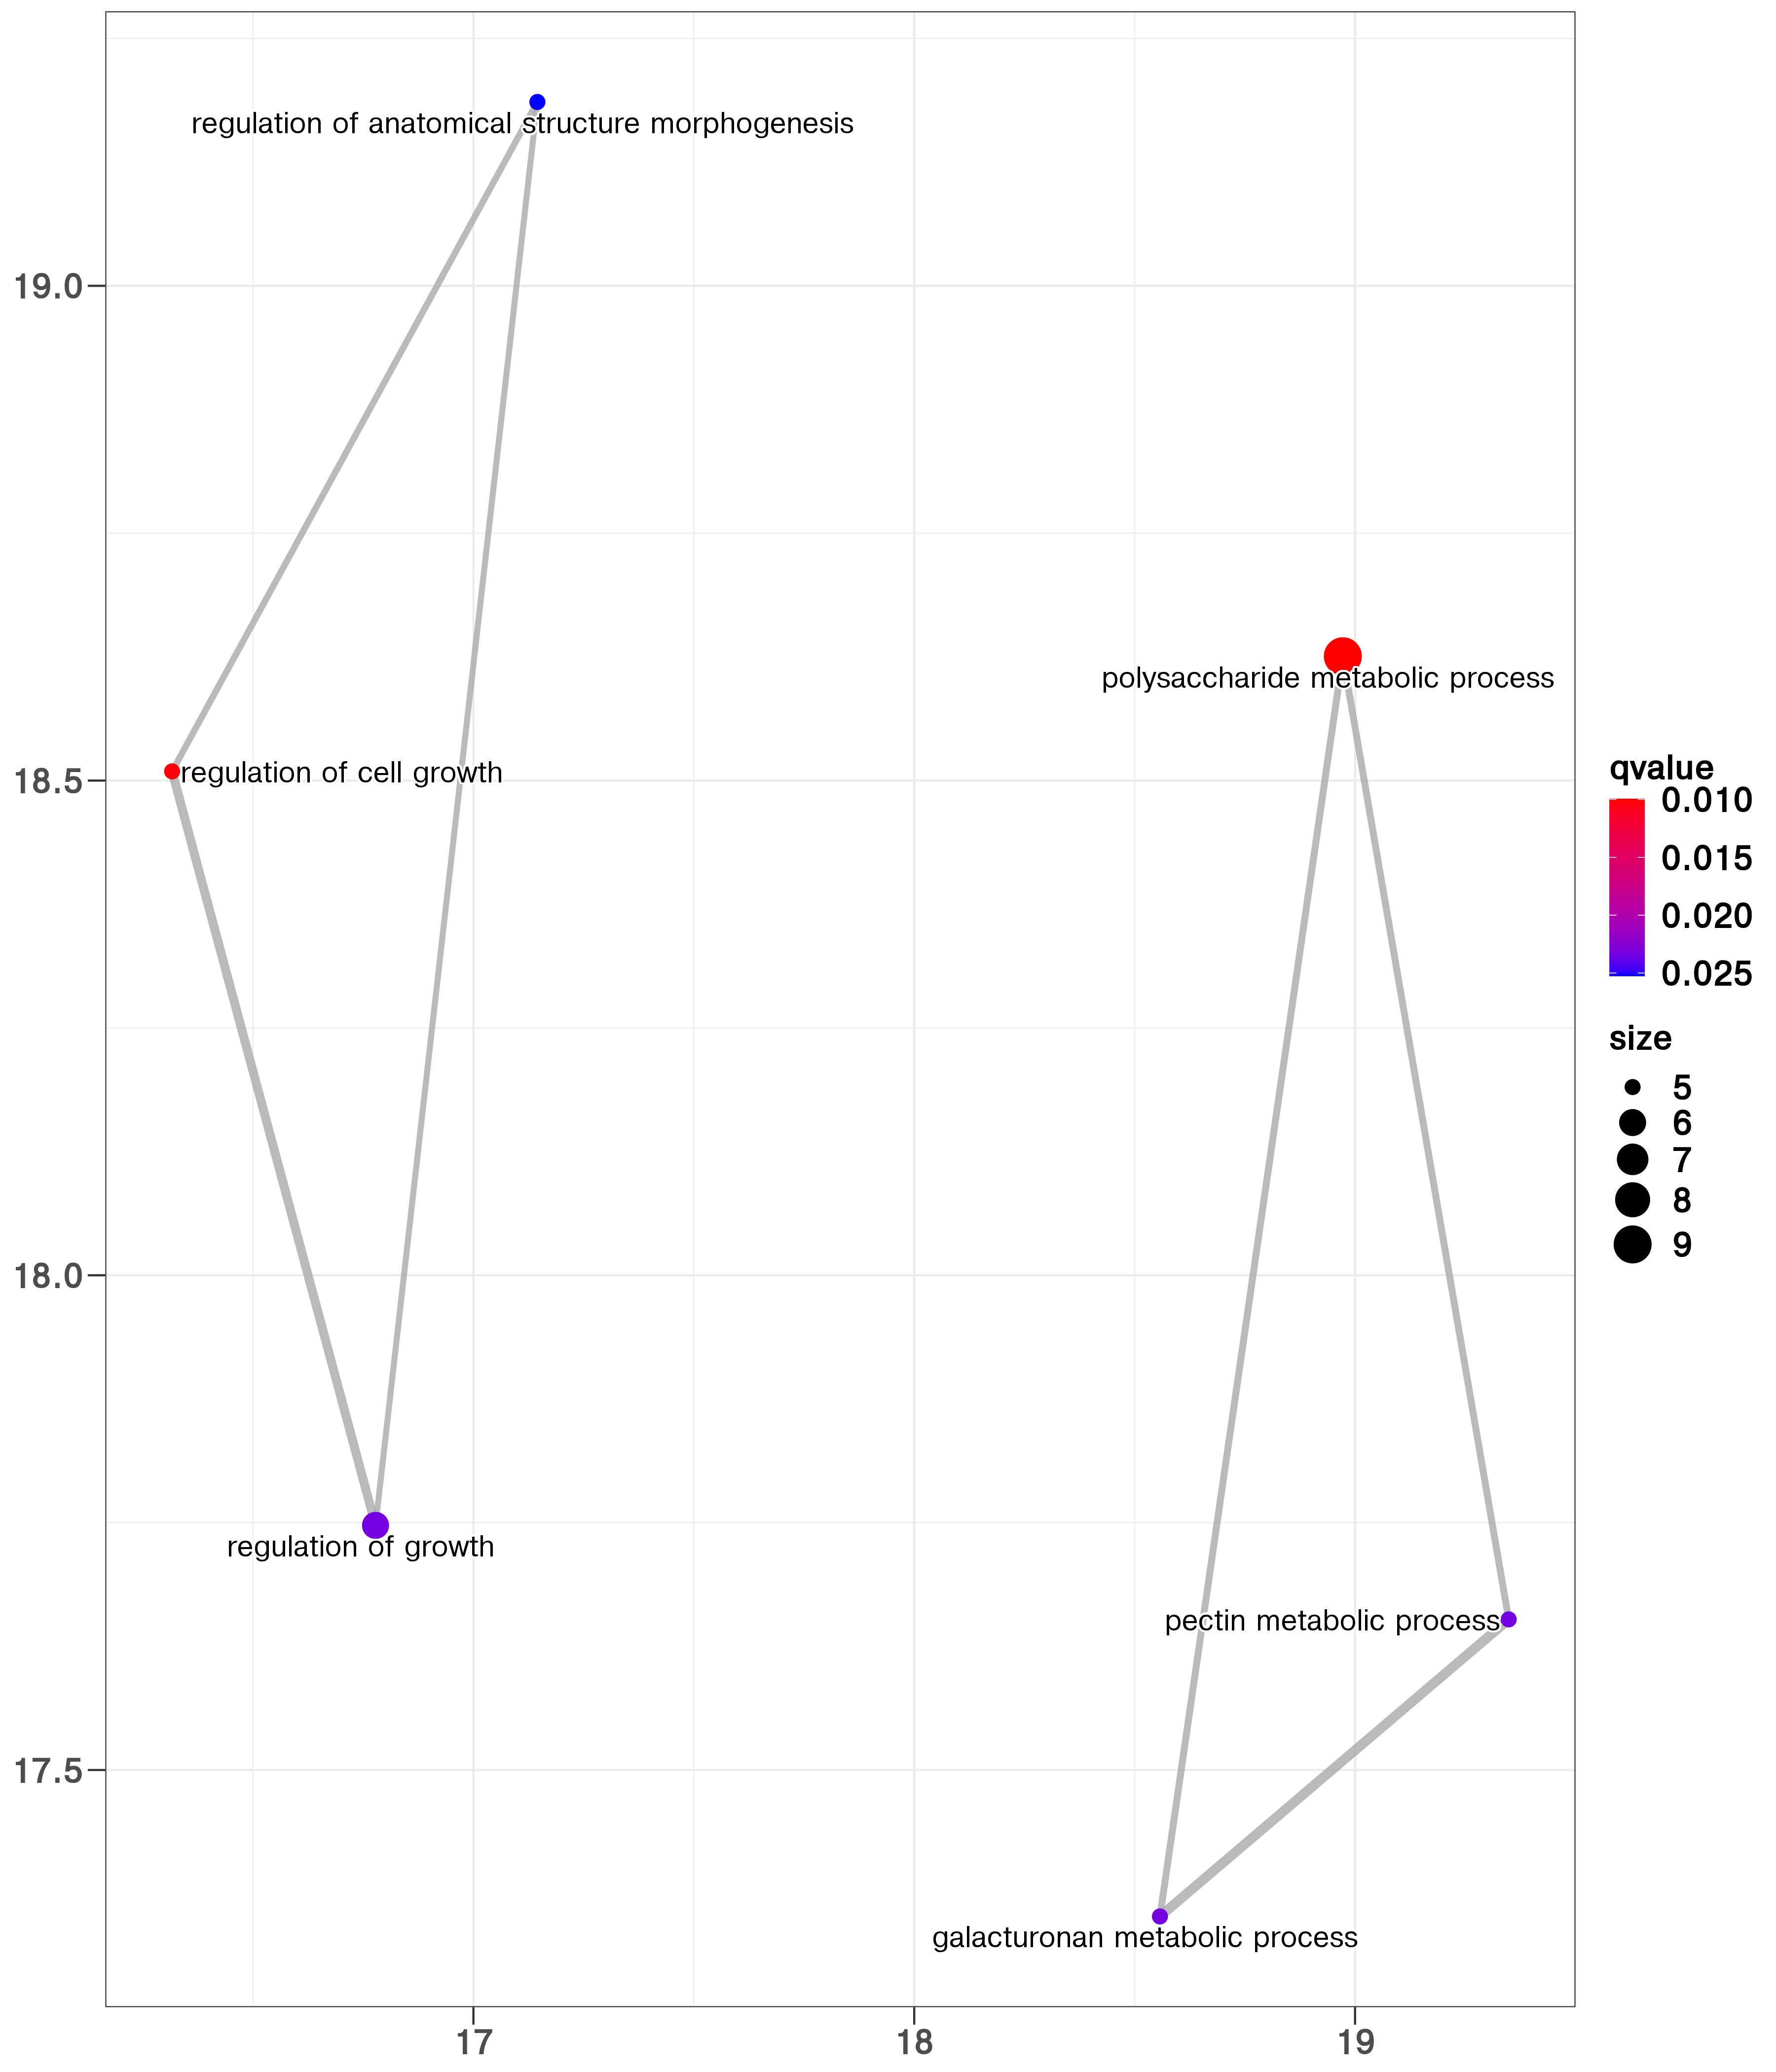 regulation of anatomical structure morphogenesis
19.0
polysaccharide metabolic process
regulation of cell growth
18.5
18.0
regulation of growth
pectin metabolic process
17.5
galacturonan metabolic process
17
18
19
qvalue
0.010
0.015
0.020
0.025
size
5
6
7
8
9